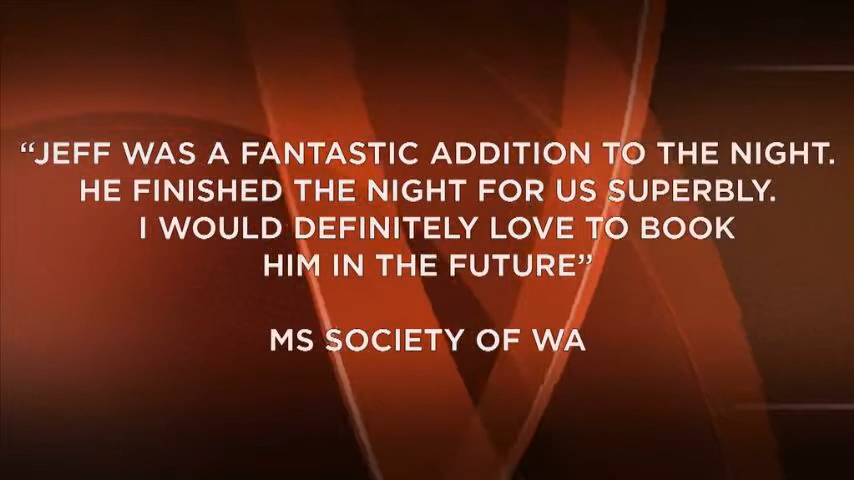 “JEFF WAS A FANTASTIC ADDITION TO THE NIGHT.
HE FINISHED THE NIGHT FOR US SUPERBLY.
I WOULD DEFINITELY LOVE TO BOOK
HIM IN THE FUTURE”
MS SOCIETY OF WA